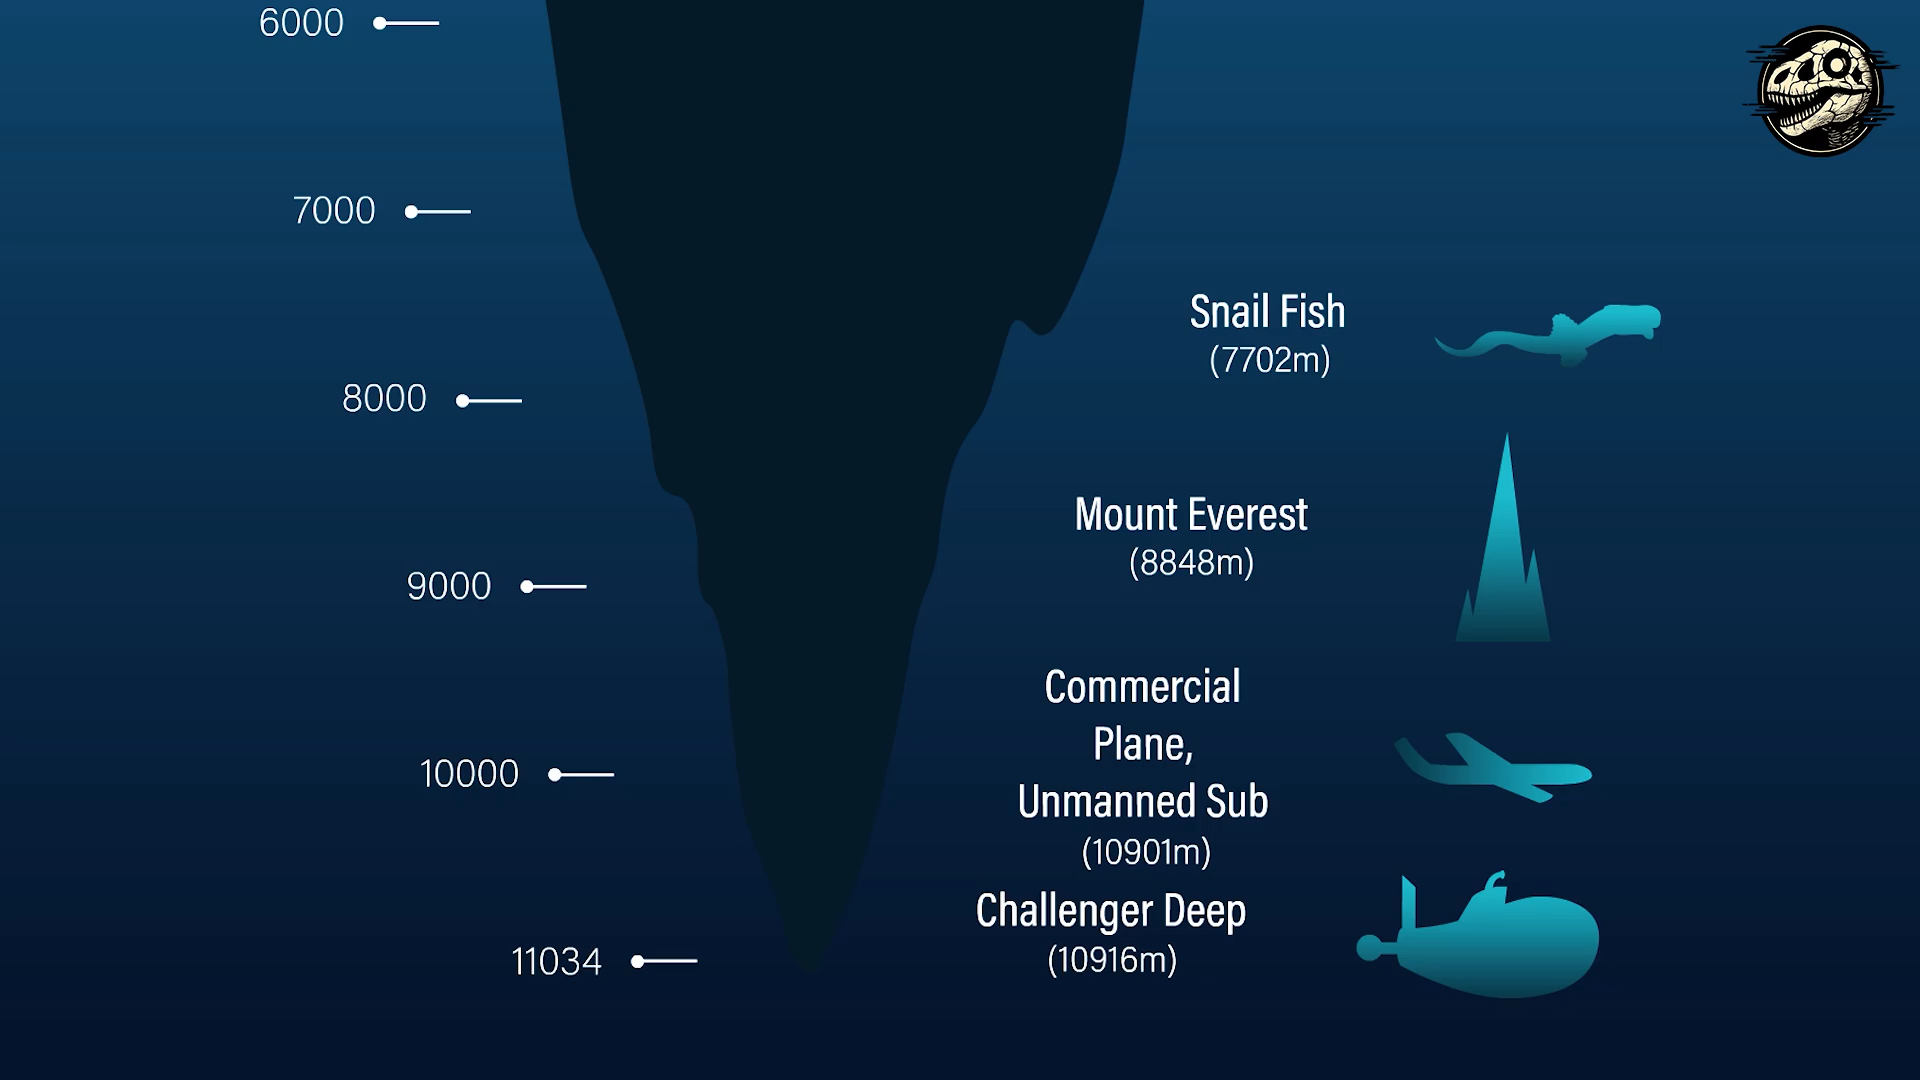 6000
7000
Snail Fish
(7702m)
8000
Mount Everest
(8848m)
9000
Commercial
Plane,
Unmanned Sub
(10901m)
10000
Challenger Deep
(10916m)
11034